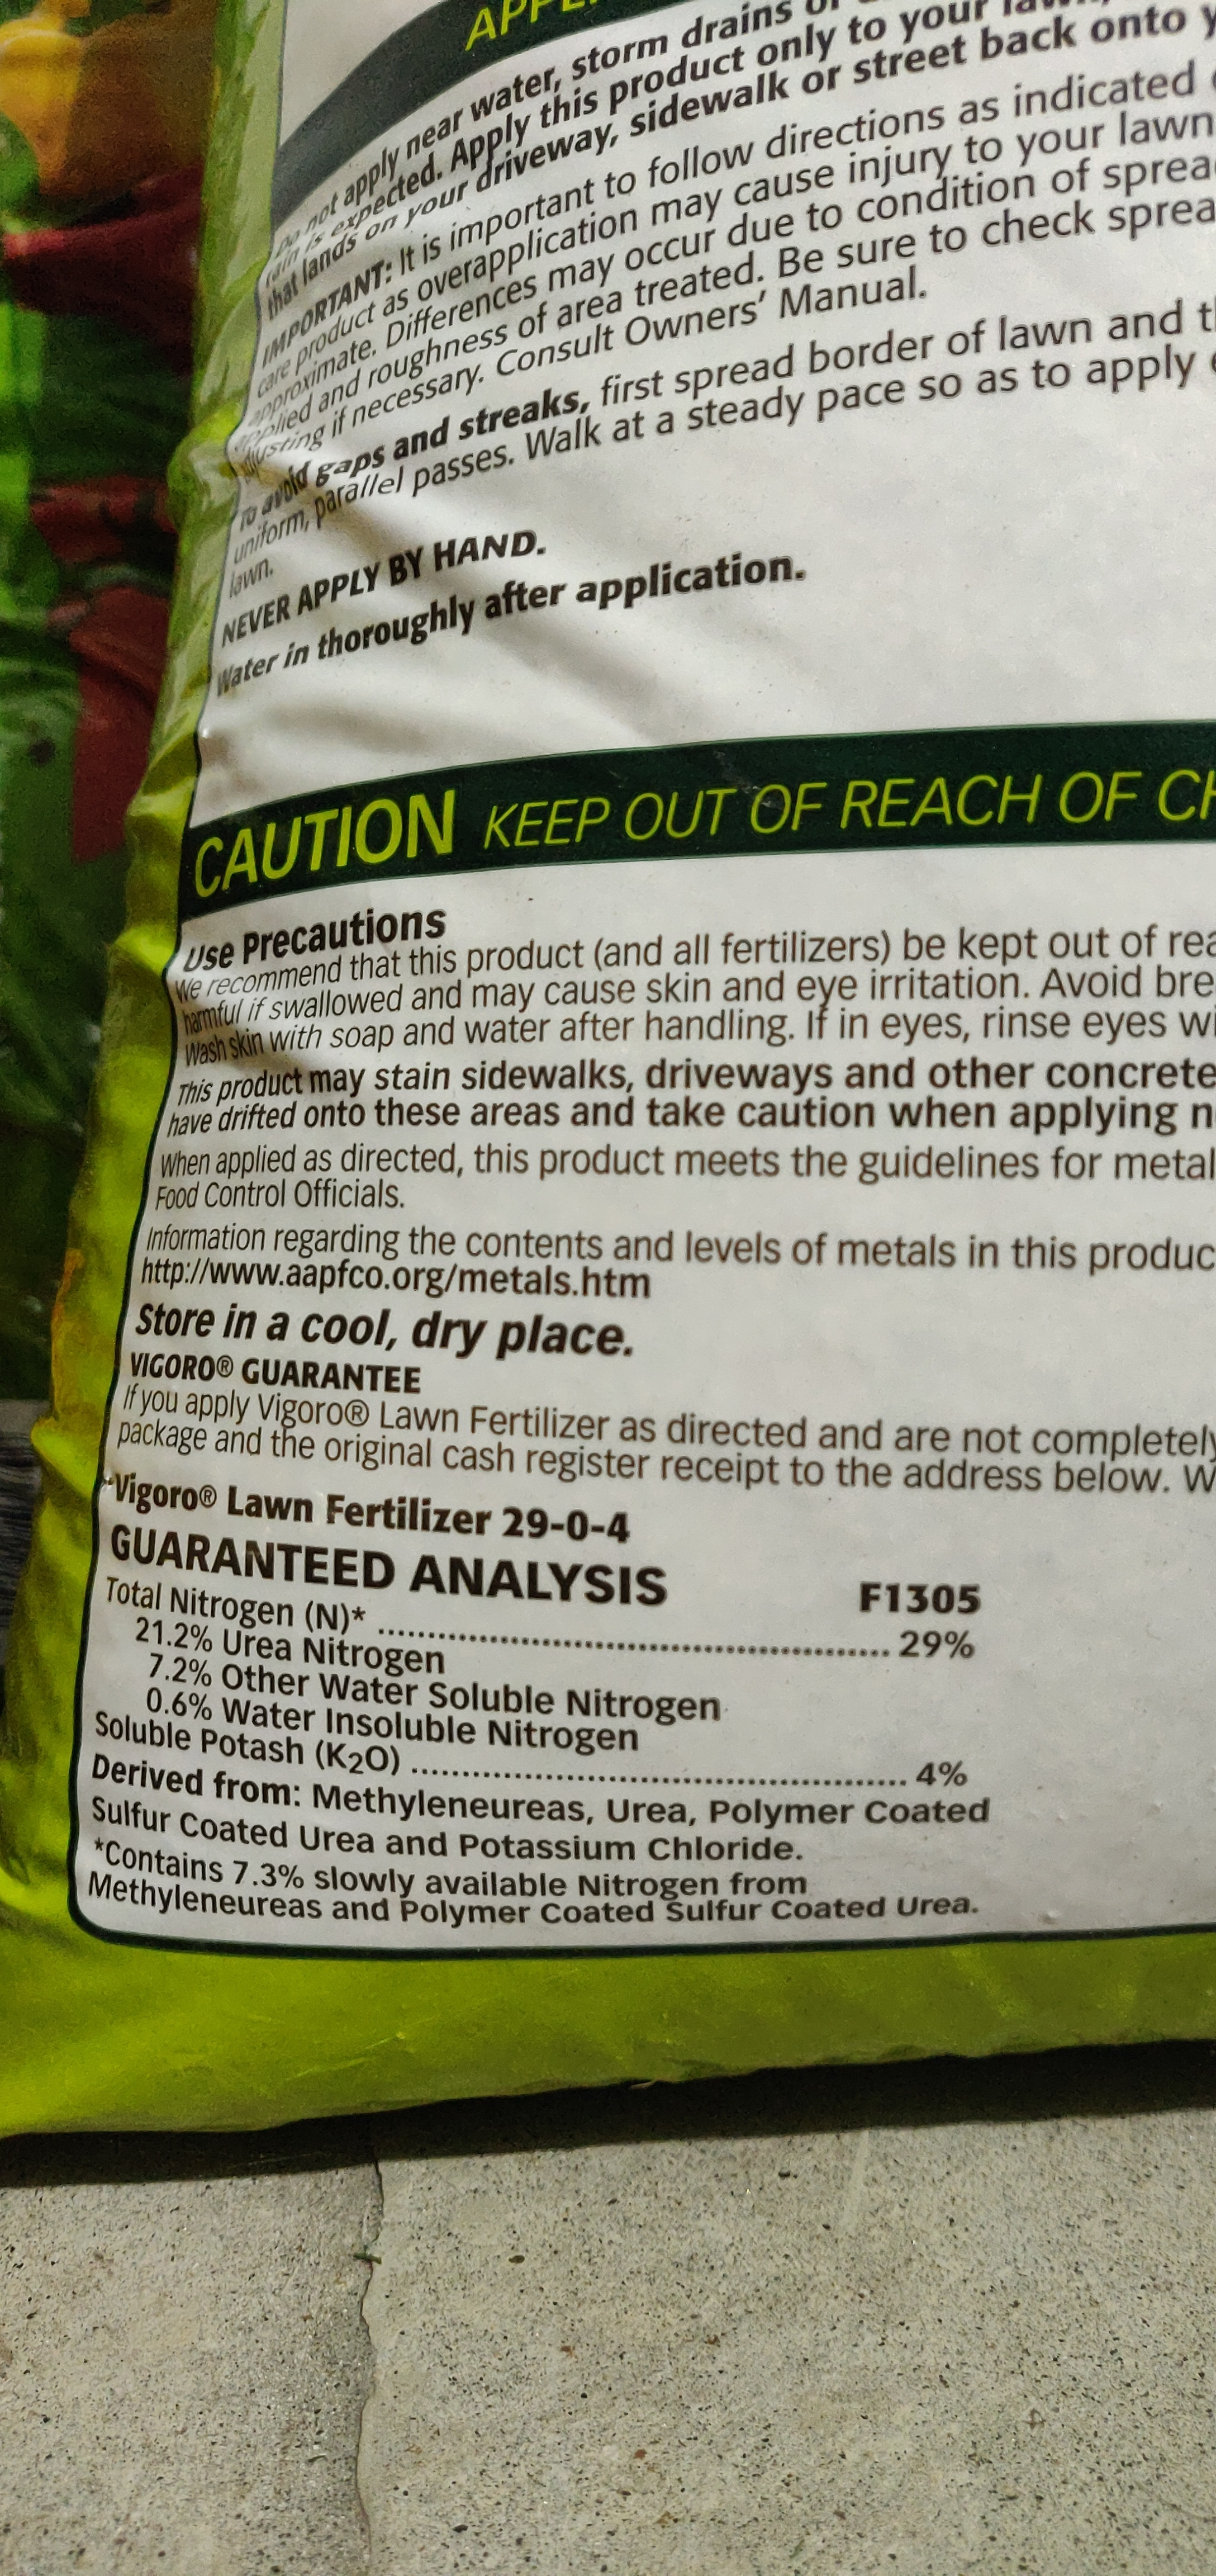 not apply near water, storm drains or
rain is expected. Apply this product only to your lawn,
that lands on your driveway, sidewalk or street back onto
IMPORTANT: It is important to follow directions as indicated
care product as overapplication may cause injury to your lawn
approximate. Differences may occur due to condition of sprea
applied and roughness of area treated. Be sure to check sprea
adjusting if necessary. Consult Owners' Manual.
To avoid gaps and streaks, first spread border of lawn and th
uniform, parallel passes. Walk at a steady pace so as to apply
lawn.
NEVER APPLY BY HAND.
Water in thoroughly after application.
CAUTION KEEP OUT OF REACH OF CH
Use Precautions
We recommend that this product (and all fertilizers) be kept out of rea
harmful if swallowed and may cause skin and eye irritation. Avoid bre
Wash skin with soap and water after handling. If in eyes, rinse eyes wi
This product may stain sidewalks, driveways and other concrete
have drifted onto these areas and take caution when applying n
When applied as directed, this product meets the guidelines for metal
Food Control Officials.
Information regarding the contents and levels of metals in this produc
http://www.aapfco.org/metals.htm
Store in a cool, dry place.
VIGORO® GUARANTEE
If you apply Vigoro® Lawn Fertilizer as directed and are not completely
package and the original cash register receipt to the address below. W
Vigoro® Lawn Fertilizer 29-0-4
GUARANTEED ANALYSIS F1305
Total Nitrogen (N)* ........ 29%
21.2% Urea Nitrogen
7.2% Other Water Soluble Nitrogen
0.6% Water Insoluble Nitrogen
Soluble Potash (K2O) ........ 4%
Derived from: Methyleneureas, Urea, Polymer Coated
Sulfur Coated Urea and Potassium Chloride.
*Contains 7.3% slowly available Nitrogen from
Methyleneureas and Polymer Coated Sulfur Coated Urea.